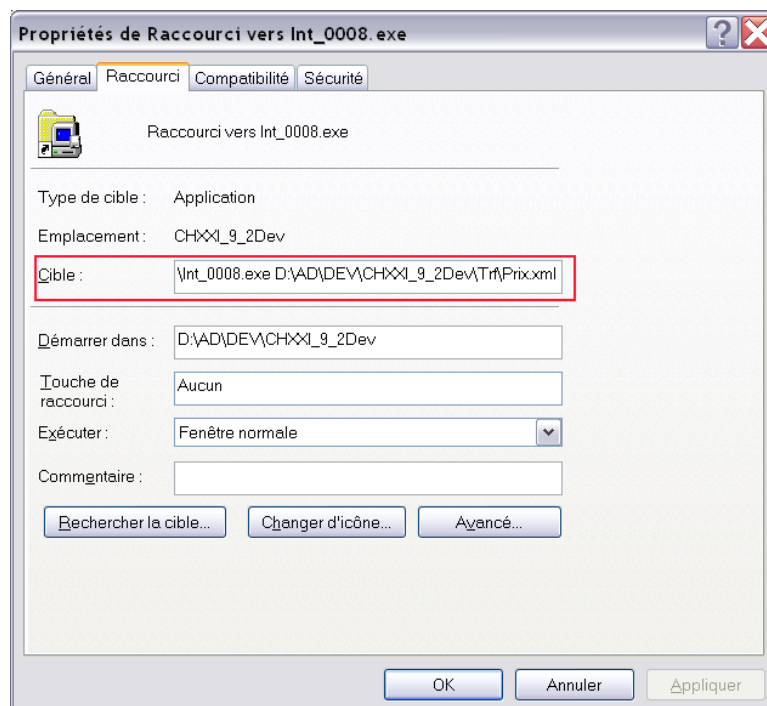 Propriétés de Raccourci vers Int_0008.exe
Général Raccourci Compatibilité Sécurité
Raccourci vers Int_0008.exe
Type de cible : Application
Emplacement : CHXXI_9_2Dev
Cible : \Int_0008.exe D:\AD\DEV\CHXXI_9_2Dev\Trf\Prix.xml
Démarrer dans : D:\AD\DEV\CHXXI_9_2Dev
Touche de
raccourci : Aucun
Exécuter : Fenêtre normale
Commentaire :
Rechercher la cible... Changer d'icône... Avancé...
OK Annuler Appliquer